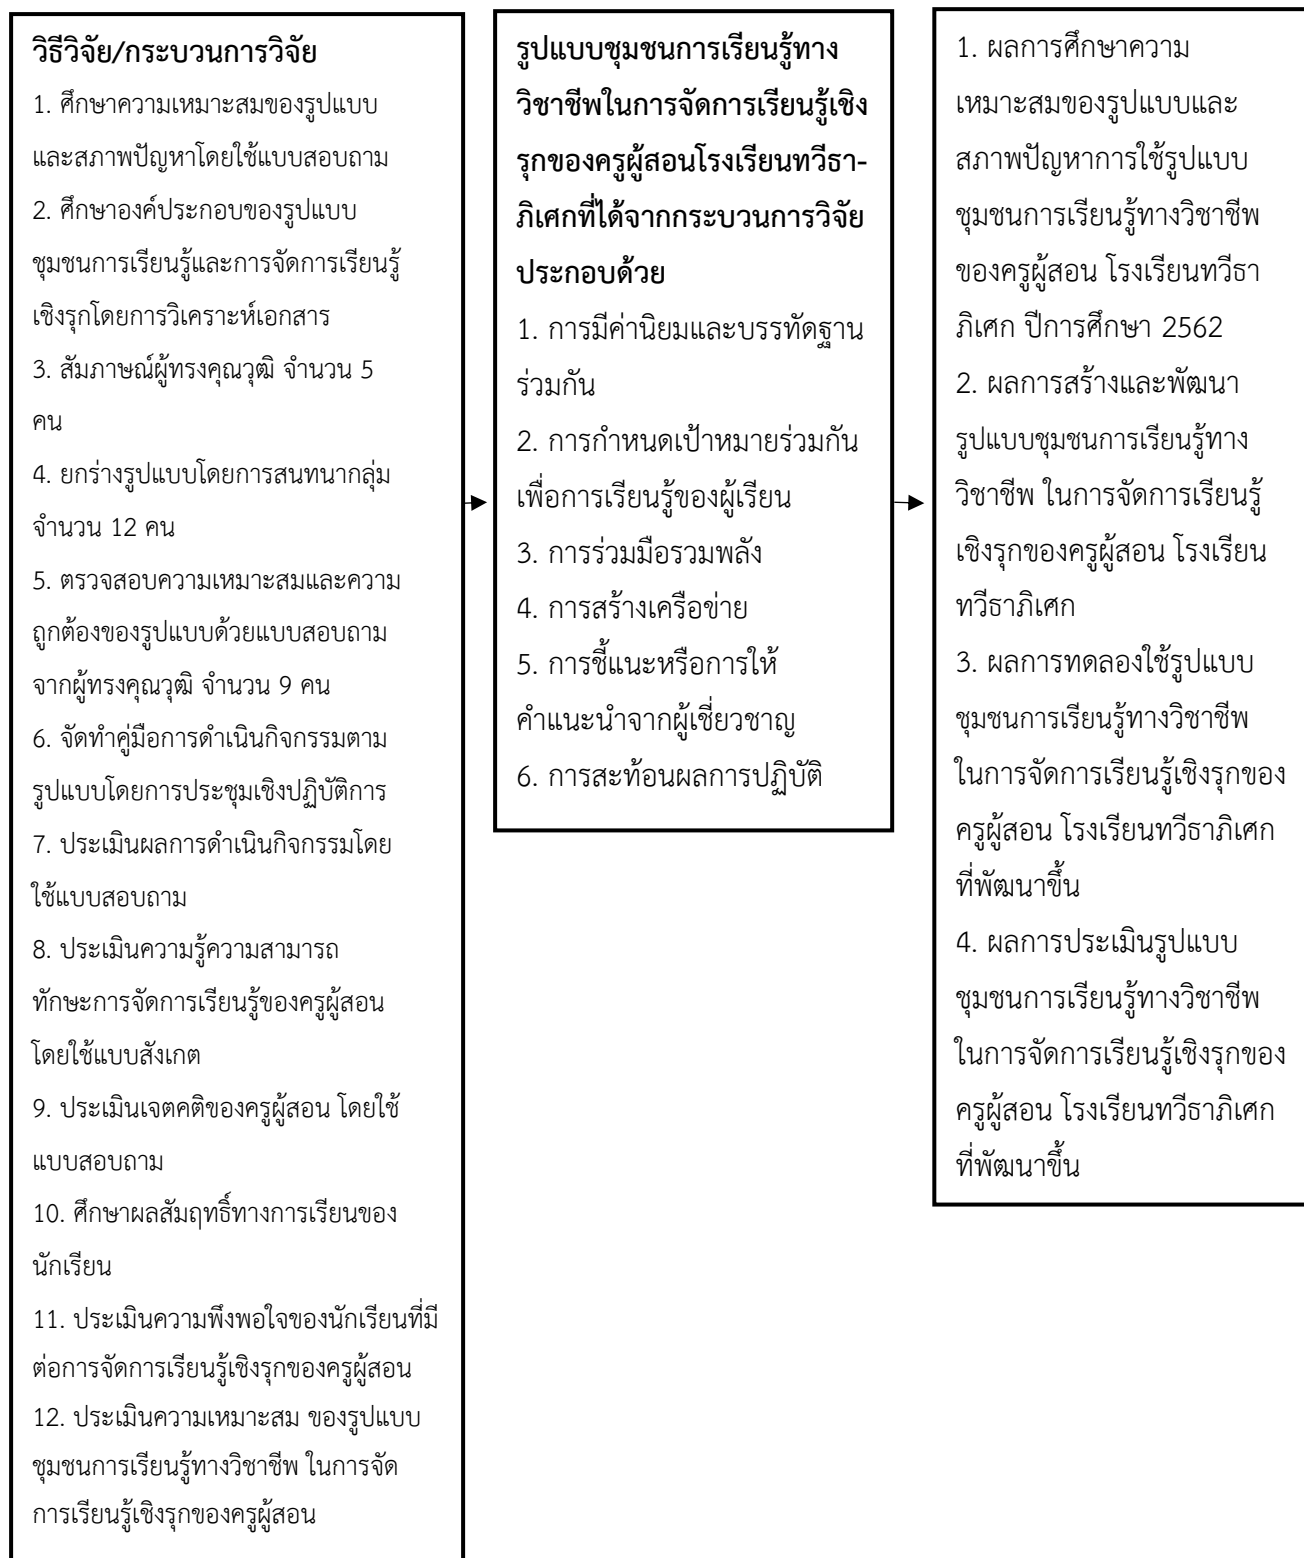 วิธีวิจัย/กระบวนการวิจัย
1. ศึกษาความเหมาะสมของรูปแบบ
และสภาพปัญหาโดยใช้แบบสอบถาม
2. ศึกษาองค์ประกอบของรูปแบบ
ชุมชนการเรียนรู้และการจัดการเรียนรู้
เชิงรุกโดยการวิเคราะห์เอกสาร
3. สัมภาษณ์ผู้ทรงคุณวุฒิ จำนวน 5
คน
4. ยกร่างรูปแบบโดยการสนทนากลุ่ม
จำนวน 12 คน
5. ตรวจสอบความเหมาะสมและความ
ถูกต้องของรูปแบบด้วยแบบสอบถาม
จากผู้ทรงคุณวุฒิ จำนวน 9 คน
6. จัดทำคู่มือการดำเนินกิจกรรมตาม
รูปแบบโดยการประชุมเชิงปฏิบัติการ
7. ประเมินผลการดำเนินกิจกรรมโดย
ใช้แบบสอบถาม
8. ประเมินความรู้ความสามารถ
ทักษะการจัดการเรียนรู้ของครูผู้สอน
โดยใช้แบบสังเกต
9. ประเมินเจตคติของครูผู้สอน โดยใช้
แบบสอบถาม
10. ศึกษาผลสัมฤทธิ์ทางการเรียนของ
นักเรียน
11. ประเมินความพึงพอใจของนักเรียนที่มี
ต่อการจัดการเรียนรู้เชิงรุกของครูผู้สอน
12. ประเมินความเหมาะสม ของรูปแบบ
ชุมชนการเรียนรู้ทางวิชาชีพ ในการจัด
การเรียนรู้เชิงรุกของครูผู้สอน
รูปแบบชุมชนการเรียนรู้ทาง
วิชาชีพในการจัดการเรียนรู้เชิง
รุกของครูผู้สอนโรงเรียนทวีธา-
ภิเศกที่ได้จากกระบวนการวิจัย
ประกอบด้วย
1. การมีค่านิยมและบรรทัดฐาน
ร่วมกัน
2. การกำหนดเป้าหมายร่วมกัน
เพื่อการเรียนรู้ของผู้เรียน
3. การร่วมมือรวมพลัง
4. การสร้างเครือข่าย
5. การชี้แนะหรือการให้
คำแนะนำจากผู้เชี่ยวชาญ
6. การสะท้อนผลการปฏิบัติ
1. ผลการศึกษาความ
เหมาะสมของรูปแบบและ
สภาพปัญหาการใช้รูปแบบ
ชุมชนการเรียนรู้ทางวิชาชีพ
ของครูผู้สอน โรงเรียนทวีธา
ภิเศก ปีการศึกษา 2562
2. ผลการสร้างและพัฒนา
รูปแบบชุมชนการเรียนรู้ทาง
วิชาชีพ ในการจัดการเรียนรู้
เชิงรุกของครูผู้สอน โรงเรียน
ทวีธาภิเศก
3. ผลการทดลองใช้รูปแบบ
ชุมชนการเรียนรู้ทางวิชาชีพ
ในการจัดการเรียนรู้เชิงรุกของ
ครูผู้สอน โรงเรียนทวีธาภิเศก
ที่พัฒนาขึ้น
4. ผลการประเมินรูปแบบ
ชุมชนการเรียนรู้ทางวิชาชีพ
ในการจัดการเรียนรู้เชิงรุกของ
ครูผู้สอน โรงเรียนทวีธาภิเศก
ที่พัฒนาขึ้น